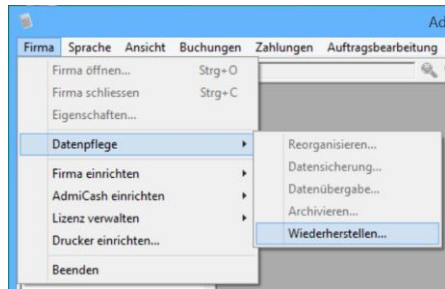 Ad
Firma Sprache Ansicht Buchungen Zahlungen Auftragsbearbeitung
Firma öffnen... Strg+O
Firma schliessen Strg+C
Eigenschaften...
Datenpflege
Firma einrichten
AdmiCash einrichten
Lizenz verwalten
Drucker einrichten...
Beenden
Reorganisieren...
Datensicherung...
Datenübergabe...
Archivieren...
Wiederherstellen...